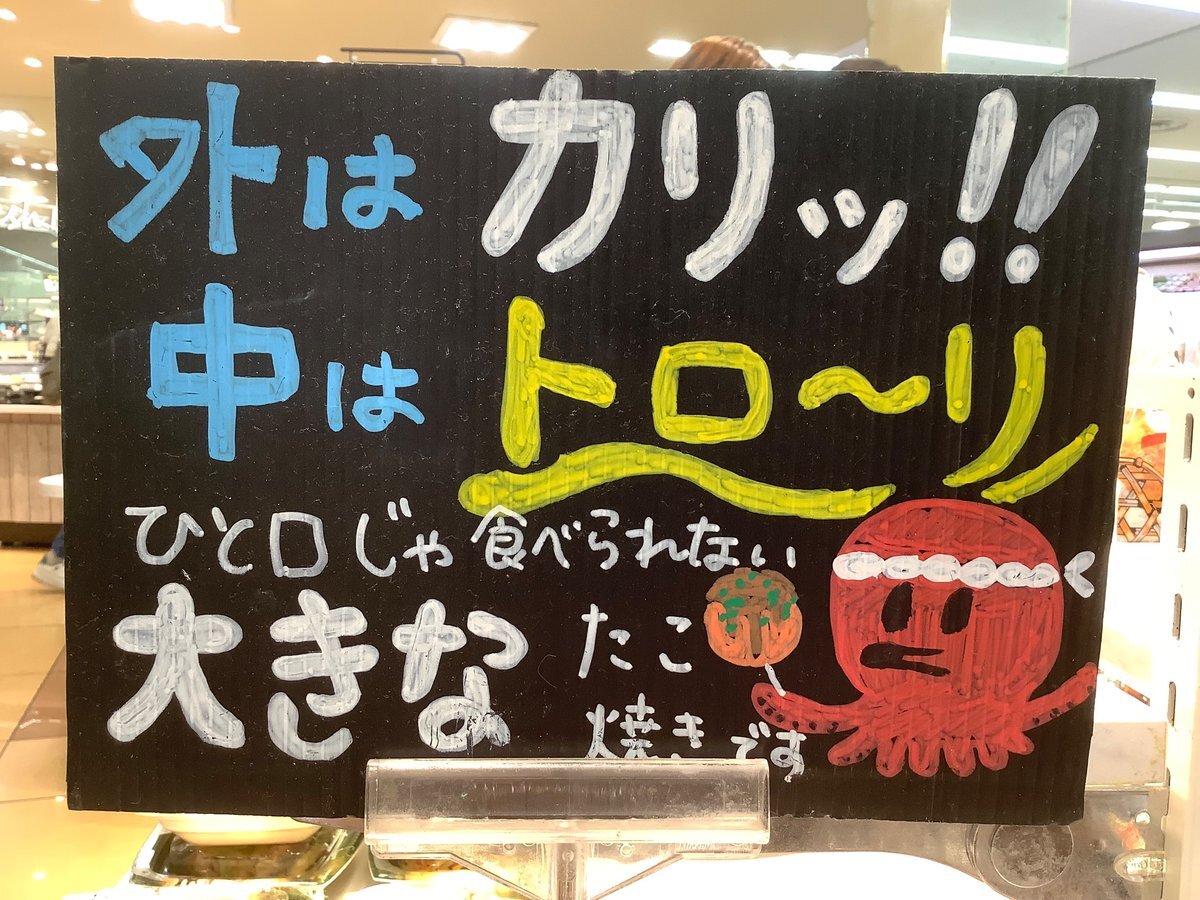 外はカリッ!!
中はトロ〜リ
ひと口じゃ食べられない
大きな
たこ
焼きです